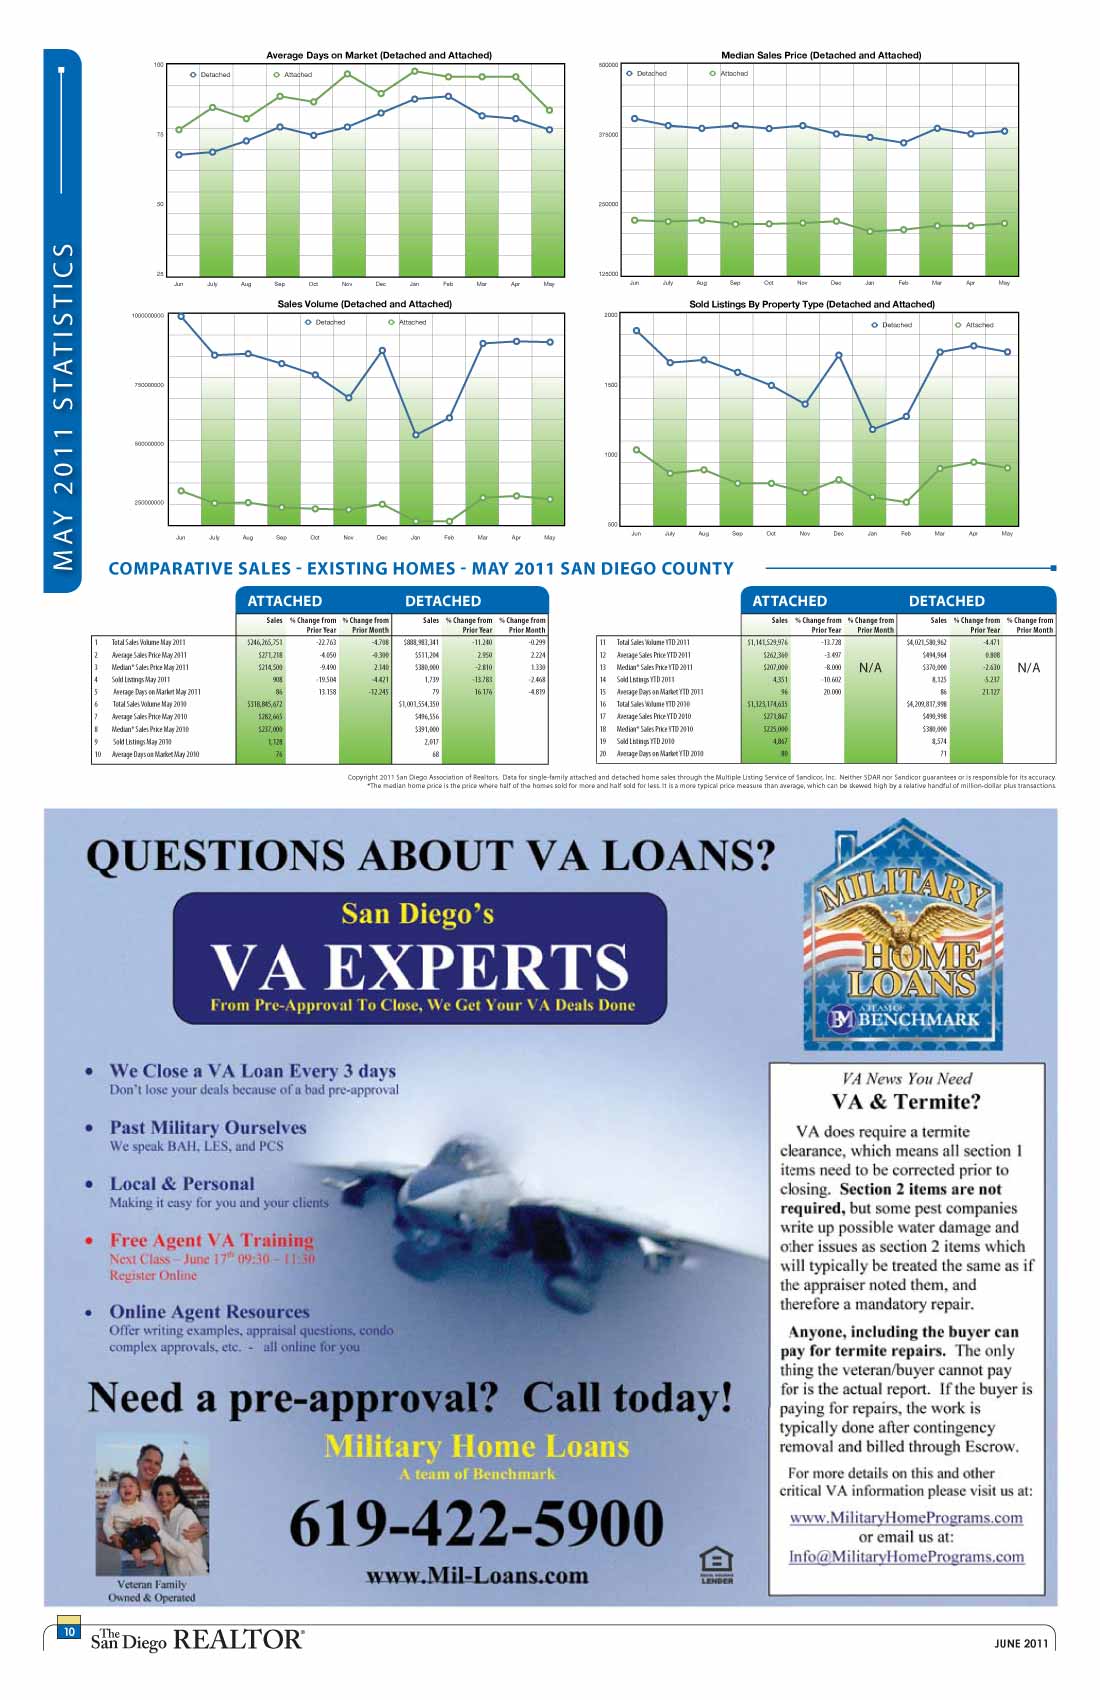 MAY 2011 STATISTICS
Average Days on Market (Detached and Attached)
Detached Attached
100
75
50
25
Jun July Aug Sep Oct Nov Dec Jan Feb Mar Apr May
Median Sales Price (Detached and Attached)
Detached Attached
500000
375000
250000
125000
Jun July Aug Sep Oct Nov Dec Jan Feb Mar Apr May
Sales Volume (Detached and Attached)
Detached Attached
1000000000
750000000
500000000
250000000
Jun July Aug Sep Oct Nov Dec Jan Feb Mar Apr May
Sold Listings By Property Type (Detached and Attached)
Detached Attached
2000
1500
1000
500
Jun July Aug Sep Oct Nov Dec Jan Feb Mar Apr May
COMPARATIVE SALES - EXISTING HOMES - MAY 2011 SAN DIEGO COUNTY
ATTACHED DETACHED
Sales % Change from Prior Year % Change from Prior Month Sales % Change from Prior Year % Change from Prior Month
1 Total Sales Volume May 2011 $246,265,751 -22.763 -4.708 $888,983,341 -11.240 -0.299
2 Average Sales Price May 2011 $271,218 -4.050 -0.300 $511,204 2.950 2.224
3 Median* Sales Price May 2011 $214,500 -9.490 2.140 $380,000 -2.810 1.330
4 Sold Listings May 2011 908 -19.504 -4.421 1,739 -13.783 -2.468
5 Average Days on Market May 2011 86 13.158 -12.245 79 16.176 -4.819
6 Total Sales Volume May 2010 $318,845,672 $1,001,554,350
7 Average Sales Price May 2010 $282,665 $496,556
8 Median* Sales Price May 2010 $237,000 $391,000
9 Sold Listings May 2010 1,128 2,017
10 Average Days on Market May 2010 76 68
ATTACHED DETACHED
Sales % Change from Prior Year % Change from Prior Month Sales % Change from Prior Year % Change from Prior Month
11 Total Sales Volume YTD 2011 $1,141,529,976 -13.728 $4,021,580,962 -4.471
12 Average Sales Price YTD 2011 $262,360 -3.497 $494,964 0.808
13 Median* Sales Price YTD 2011 $207,000 -8.000 N/A $370,000 -2.630 N/A
14 Sold Listings YTD 2011 4,351 -10.602 8,125 -5.237
15 Average Days on Market YTD 2011 96 20.000 86 21.127
16 Total Sales Volume YTD 2010 $1,323,174,635 $4,209,817,998
17 Average Sales Price YTD 2010 $271,867 $490,998
18 Median* Sales Price YTD 2010 $225,000 $380,000
19 Sold Listings YTD 2010 4,867 8,574
20 Average Days on Market YTD 2010 80 71
Copyright 2011 San Diego Association of Realtors. Data for single-family attached and detached home sales through the Multiple Listing Service of Sandicor, Inc. Neither SDAR nor Sandicor guarantees or is responsible for its accuracy.
*The median home price is the price where half of the homes sold for more and half sold for less. It is a more typical price measure than average, which can be skewed high by a relative handful of million-dollar plus transactions.
QUESTIONS ABOUT VA LOANS?
San Diego's
VA EXPERTS
From Pre-Approval To Close, We Get Your VA Deals Done
MILITARY
HOME
LOANS
A TEAM OF
BM BENCHMARK
• We Close a VA Loan Every 3 days
Don't lose your deals because of a bad pre-approval
• Past Military Ourselves
We speak BAH, LES, and PCS
• Local & Personal
Making it easy for you and your clients
• Free Agent VA Training
Next Class – June 17th 09:30 – 11:30
Register Online
• Online Agent Resources
Offer writing examples, appraisal questions, condo
complex approvals, etc. - all online for you
Need a pre-approval? Call today!
Military Home Loans
A team of Benchmark
619-422-5900
www.Mil-Loans.com
Veteran Family
Owned & Operated
EQUAL HOUSING
LENDER
VA News You Need
VA & Termite?
VA does require a termite
clearance, which means all section 1
items need to be corrected prior to
closing. Section 2 items are not
required, but some pest companies
write up possible water damage and
other issues as section 2 items which
will typically be treated the same as if
the appraiser noted them, and
therefore a mandatory repair.
Anyone, including the buyer can
pay for termite repairs. The only
thing the veteran/buyer cannot pay
for is the actual report. If the buyer is
paying for repairs, the work is
typically done after contingency
removal and billed through Escrow.
For more details on this and other
critical VA information please visit us at:
www.MilitaryHomePrograms.com
or email us at:
Info@MilitaryHomePrograms.com
10
The San Diego REALTOR®
JUNE 2011